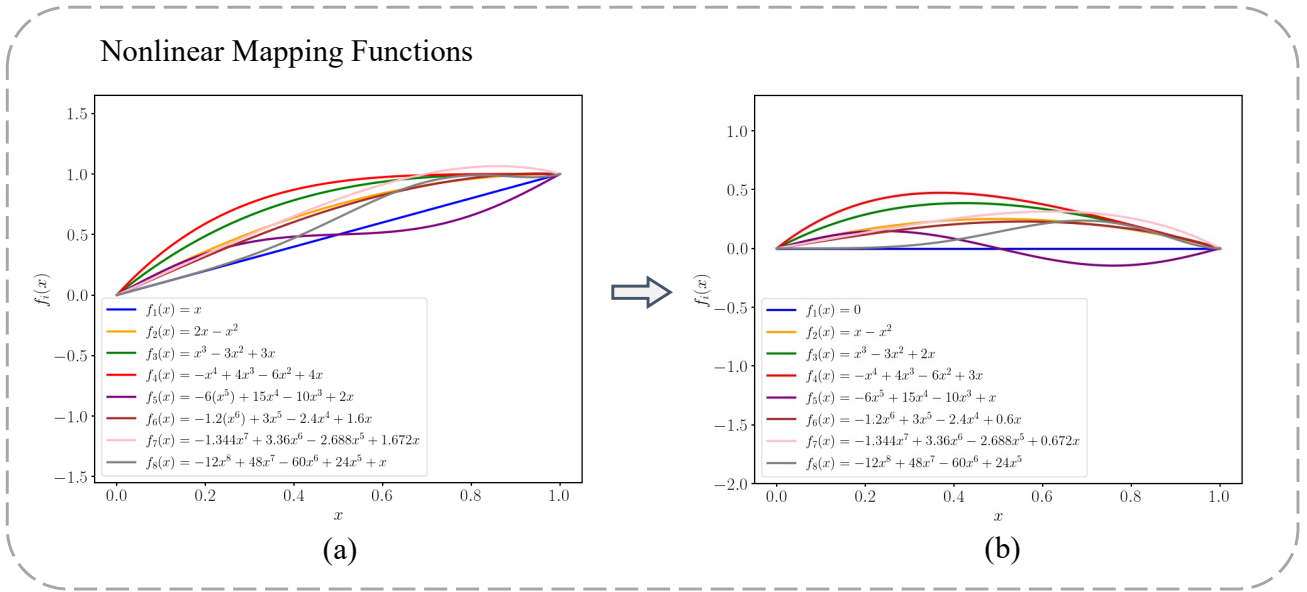 Nonlinear Mapping Functions
1.5
1.0
0.5
0.0
−0.5
−1.0
−1.5
f_i(x)
f_1(x) = x
f_2(x) = 2x − x^2
f_3(x) = x^3 − 3x^2 + 3x
f_4(x) = −x^4 + 4x^3 − 6x^2 + 4x
f_5(x) = −6(x^5) + 15x^4 − 10x^3 + 2x
f_6(x) = −1.2(x^6) + 3x^5 − 2.4x^4 + 1.6x
f_7(x) = −1.344x^7 + 3.36x^6 − 2.688x^5 + 1.672x
f_8(x) = −12x^8 + 48x^7 − 60x^6 + 24x^5 + x
0.0 0.2 0.4 0.6 0.8 1.0
x
(a)
1.0
0.5
0.0
−0.5
−1.0
−1.5
−2.0
f_i(x)
f_1(x) = 0
f_2(x) = x − x^2
f_3(x) = x^3 − 3x^2 + 2x
f_4(x) = −x^4 + 4x^3 − 6x^2 + 3x
f_5(x) = −6x^5 + 15x^4 − 10x^3 + x
f_6(x) = −1.2x^6 + 3x^5 − 2.4x^4 + 0.6x
f_7(x) = −1.344x^7 + 3.36x^6 − 2.688x^5 + 0.672x
f_8(x) = −12x^8 + 48x^7 − 60x^6 + 24x^5
0.0 0.2 0.4 0.6 0.8 1.0
x
(b)